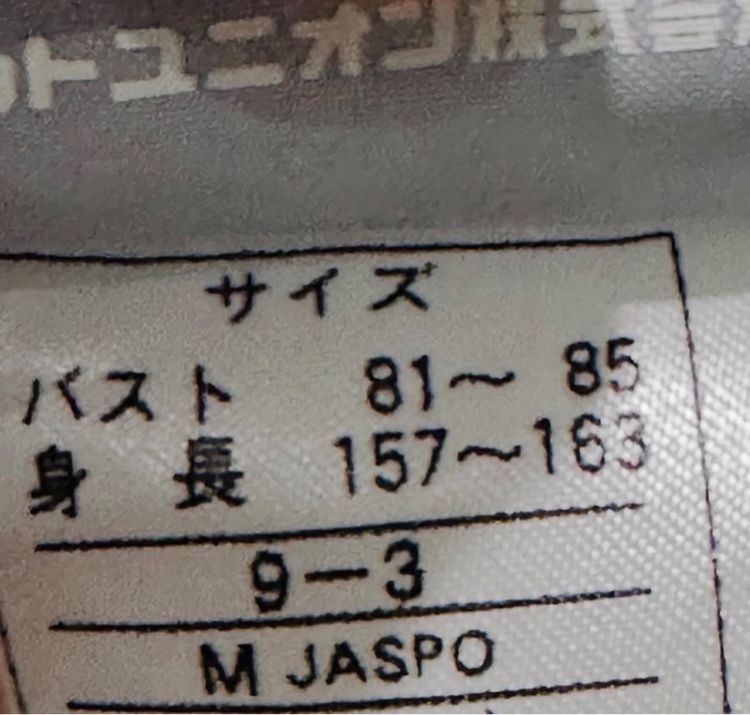 トユニオン株式会
サイズ
バスト 81～ 85
身長 157～163
9－3
M JASPO